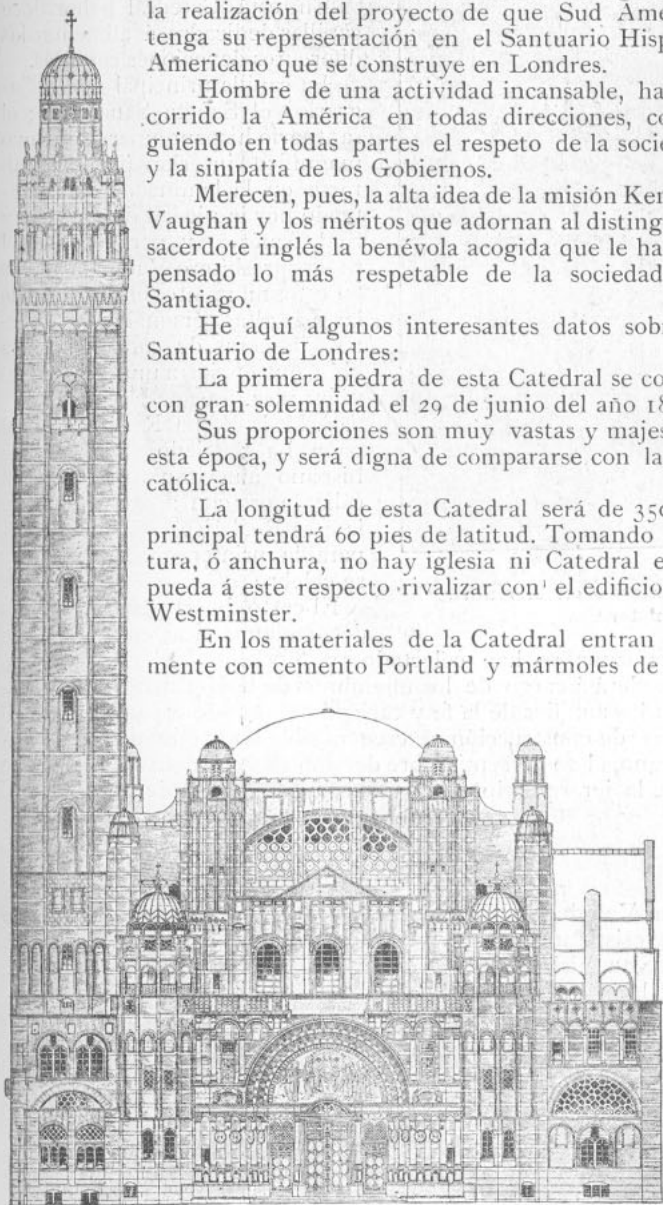 la realización del proyecto de que Sud Amé
tenga su representación en el Santuario Hisp
Americano que se construye en Londres.
Hombre de una actividad incansable, ha
corrido la América en todas direcciones, co
guiendo en todas partes el respeto de la socie
y la simpatía de los Gobiernos.
Merecen, pues, la alta idea de la misión Ken
Vaughan y los méritos que adornan al disting
sacerdote inglés la benévola acogida que le ha
pensado lo más respetable de la sociedad
Santiago.
He aquí algunos interesantes datos sobr
Santuario de Londres:
La primera piedra de esta Catedral se co
con gran solemnidad el 29 de junio del año 18
Sus proporciones son muy vastas y majes
esta época, y será digna de compararse con la
católica.
La longitud de esta Catedral será de 350
principal tendrá 60 pies de latitud. Tomando
tura, ó anchura, no hay iglesia ni Catedral e
pueda á este respecto rivalizar con el edificio
Westminster.
En los materiales de la Catedral entran
mente con cemento Portland y mármoles de